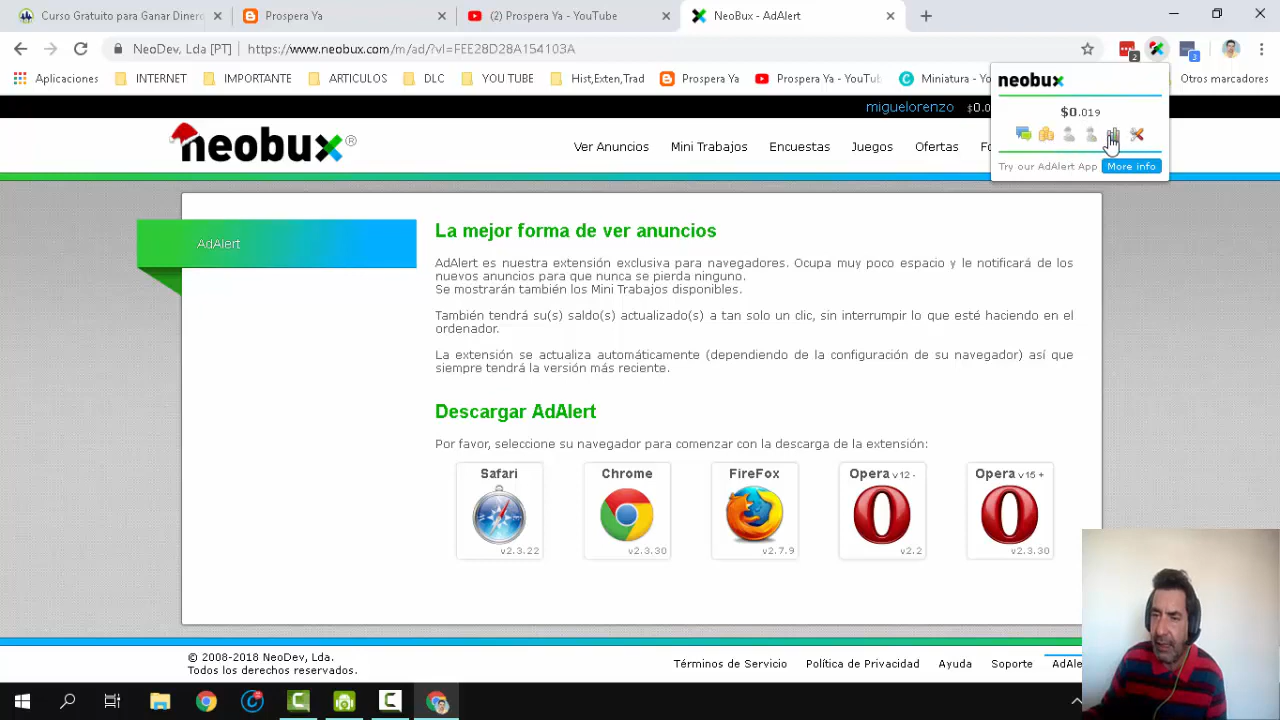 Curso Gratuito para Ganar Dinero
Prospera Ya
(2) Prospera Ya - YouTube
NeoBux - AdAlert
NeoDev, Lda [PT]
https://www.neobux.com/m/ad/?vl=FEE28D28A154103A
2
3
Aplicaciones
INTERNET
IMPORTANTE
ARTICULOS
DLC
YOU TUBE
Hist,Exten,Trad
Prospera Ya
Prospera Ya - YouTub
Miniatura - Yo
Otros marcadores
neobux
$0.019
Try our AdAlert App
More info
miguelorenzo
$0.0
neobux®
Ver Anuncios
Mini Trabajos
Encuestas
Juegos
Ofertas
AdAlert
La mejor forma de ver anuncios
AdAlert es nuestra extensión exclusiva para navegadores. Ocupa muy poco espacio y le notificará de los
nuevos anuncios para que nunca se pierda ninguno.
Se mostrarán también los Mini Trabajos disponibles.
También tendrá su(s) saldo(s) actualizado(s) a tan solo un clic, sin interrumpir lo que esté haciendo en el
ordenador.
La extensión se actualiza automáticamente (dependiendo de la configuración de su navegador) así que
siempre tendrá la versión más reciente.
Descargar AdAlert
Por favor, seleccione su navegador para comenzar con la descarga de la extensión:
Safari
v2.3.22
Chrome
v2.3.30
FireFox
v2.7.9
Opera v12 -
v2.2
Opera v15 +
v2.3.30
© 2008-2018 NeoDev, Lda.
Todos los derechos reservados.
Términos de Servicio
Política de Privacidad
Ayuda
Soporte
AdAle